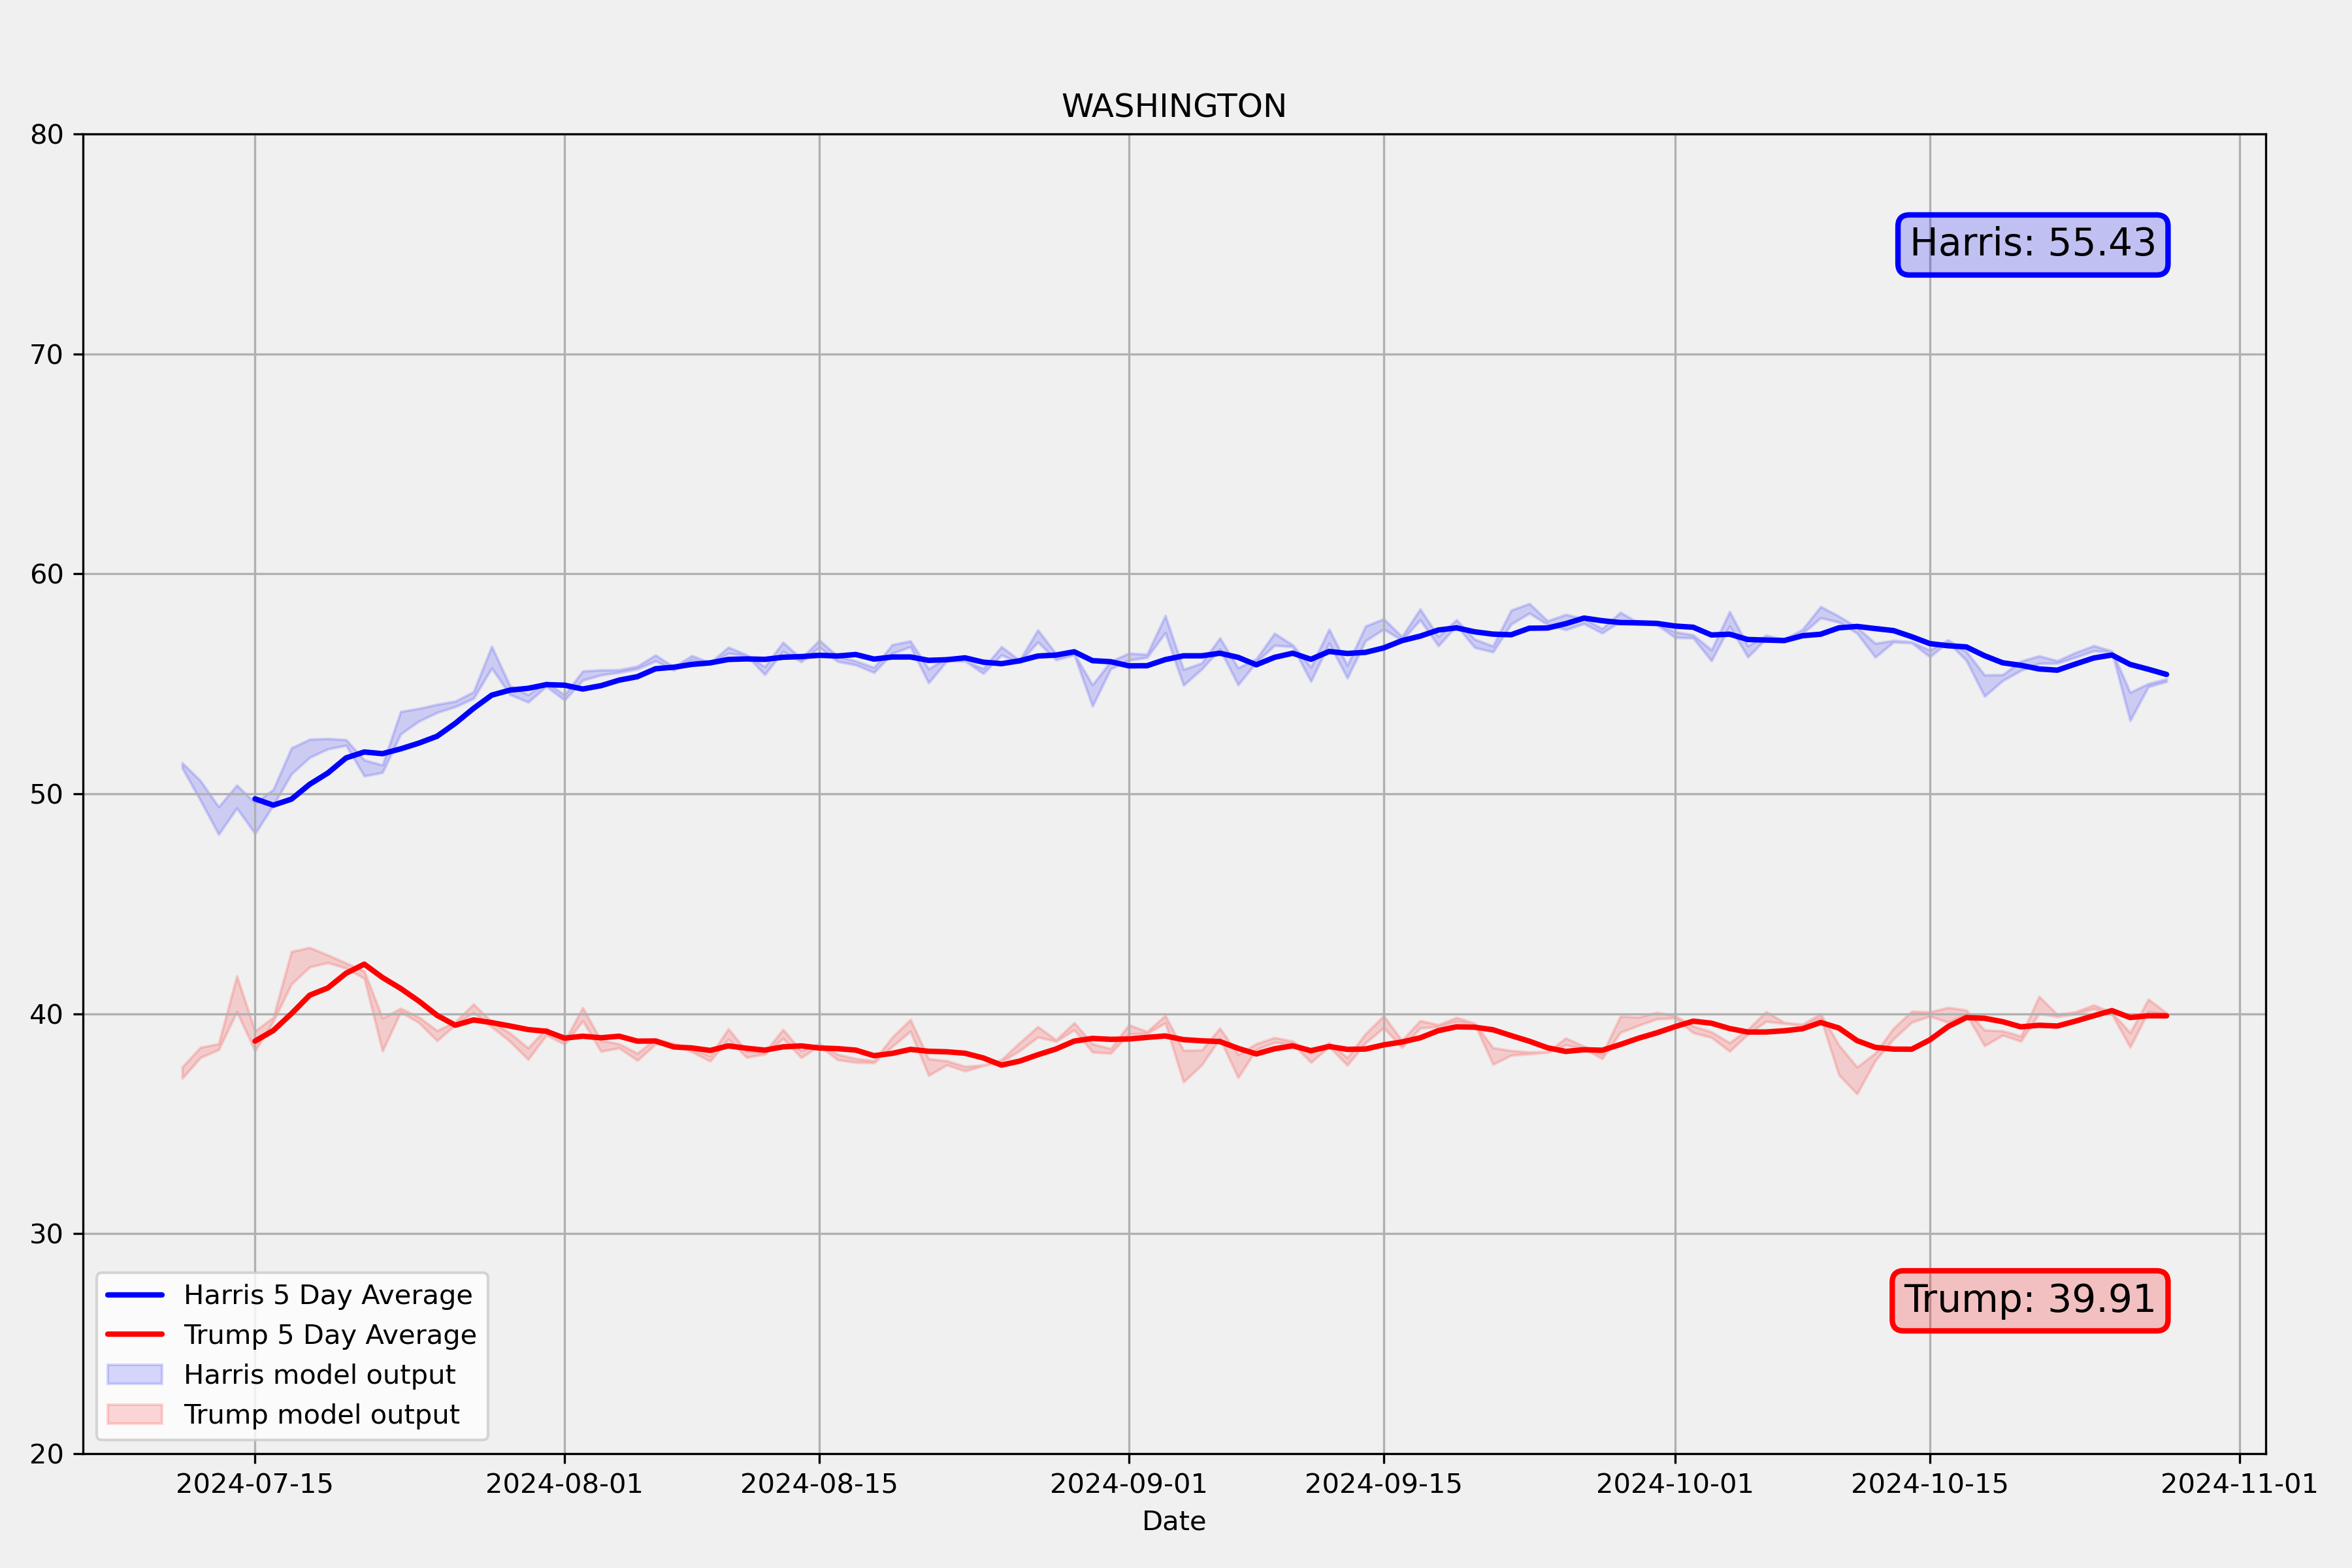 WASHINGTON
80
70
60
50
40
30
20
Harris: 55.43
Trump: 39.91
Harris 5 Day Average
Trump 5 Day Average
Harris model output
Trump model output
2024-07-15 2024-08-01 2024-08-15 2024-09-01 2024-09-15 2024-10-01 2024-10-15 2024-11-01
Date